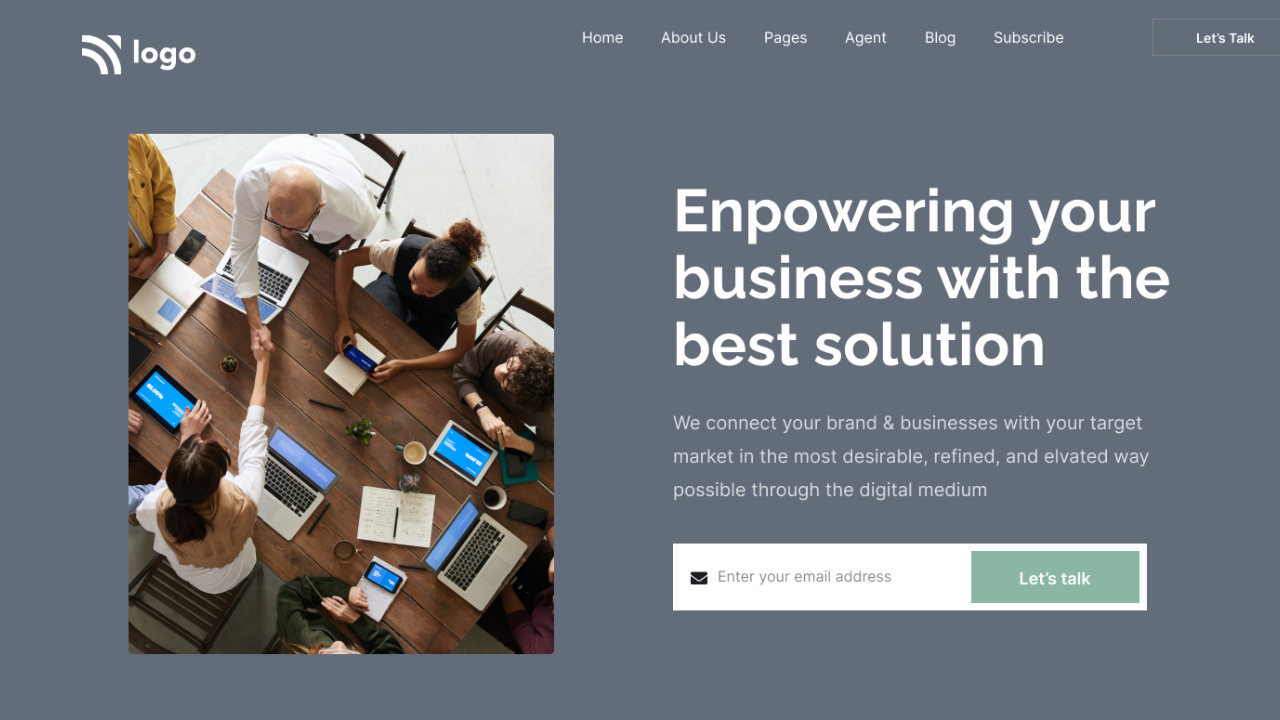 logo
Home About Us Pages Agent Blog Subscribe Let's Talk
Enpowering your
business with the
best solution
We connect your brand & businesses with your target
market in the most desirable, refined, and elvated way
possible through the digital medium
Enter your email address Let's talk